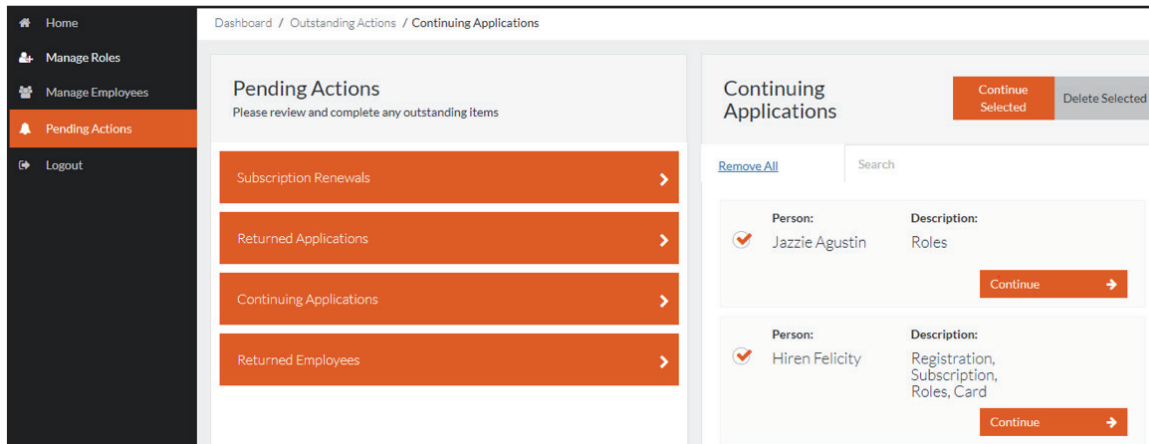 Home
Manage Roles
Manage Employees
Pending Actions
Logout
Dashboard / Outstanding Actions / Continuing Applications
Pending Actions
Please review and complete any outstanding items
Subscription Renewals
Returned Applications
Continuing Applications
Returned Employees
Continuing
Applications
Continue
Selected
Delete Selected
Remove All
Search
Person: Description:
Jazzie Agustin Roles
Continue
Person: Description:
Hiren Felicity Registration,
Subscription,
Roles, Card
Continue